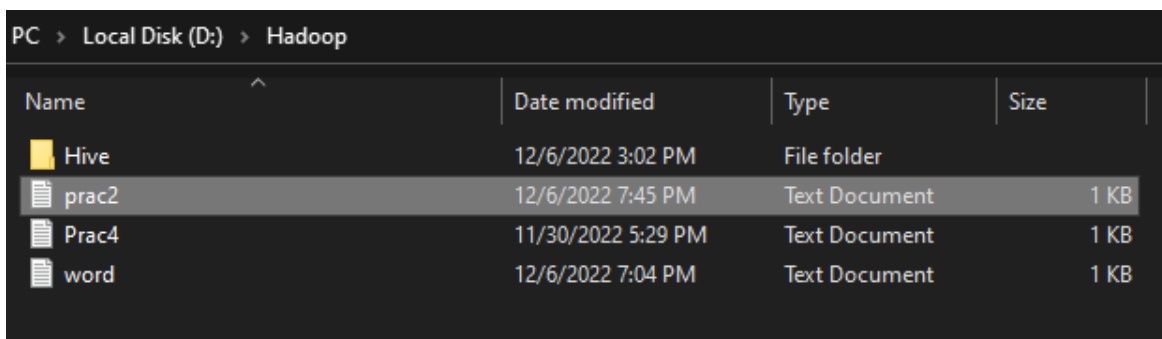 PC > Local Disk (D:) > Hadoop
Name Date modified Type Size
Hive 12/6/2022 3:02 PM File folder
prac2 12/6/2022 7:45 PM Text Document 1 KB
Prac4 11/30/2022 5:29 PM Text Document 1 KB
word 12/6/2022 7:04 PM Text Document 1 KB